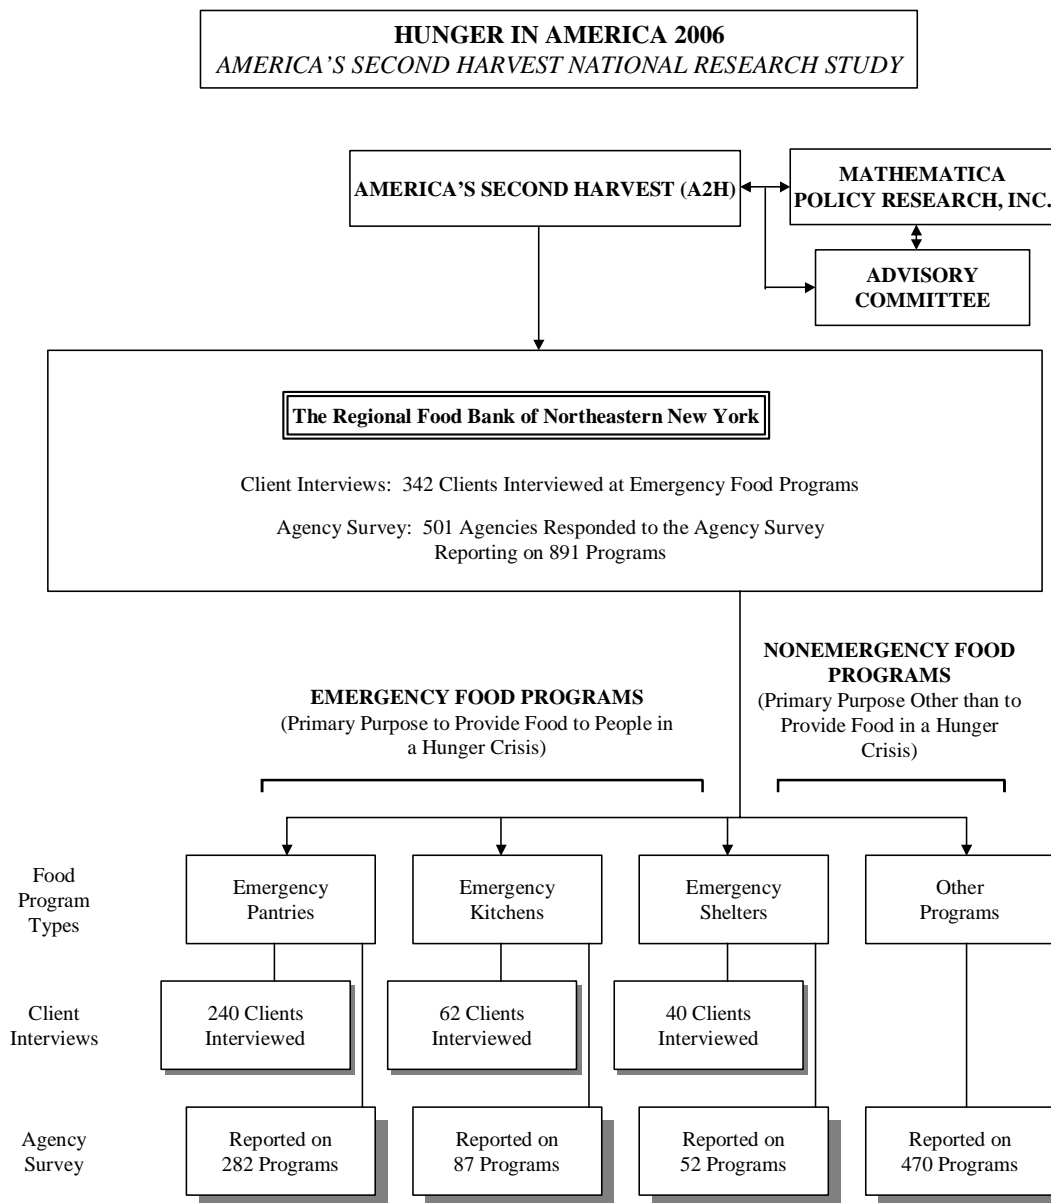 HUNGER IN AMERICA 2006
AMERICA'S SECOND HARVEST NATIONAL RESEARCH STUDY
AMERICA'S SECOND HARVEST (A2H)
MATHEMATICA
POLICY RESEARCH, INC.
ADVISORY
COMMITTEE
The Regional Food Bank of Northeastern New York
Client Interviews: 342 Clients Interviewed at Emergency Food Programs
Agency Survey: 501 Agencies Responded to the Agency Survey
Reporting on 891 Programs
EMERGENCY FOOD PROGRAMS
(Primary Purpose to Provide Food to People in
a Hunger Crisis)
NONEMERGENCY FOOD
PROGRAMS
(Primary Purpose Other than to
Provide Food in a Hunger
Crisis)
Food
Program
Types
Emergency
Pantries
Emergency
Kitchens
Emergency
Shelters
Other
Programs
Client
Interviews
240 Clients
Interviewed
62 Clients
Interviewed
40 Clients
Interviewed
Agency
Survey
Reported on
282 Programs
Reported on
87 Programs
Reported on
52 Programs
Reported on
470 Programs